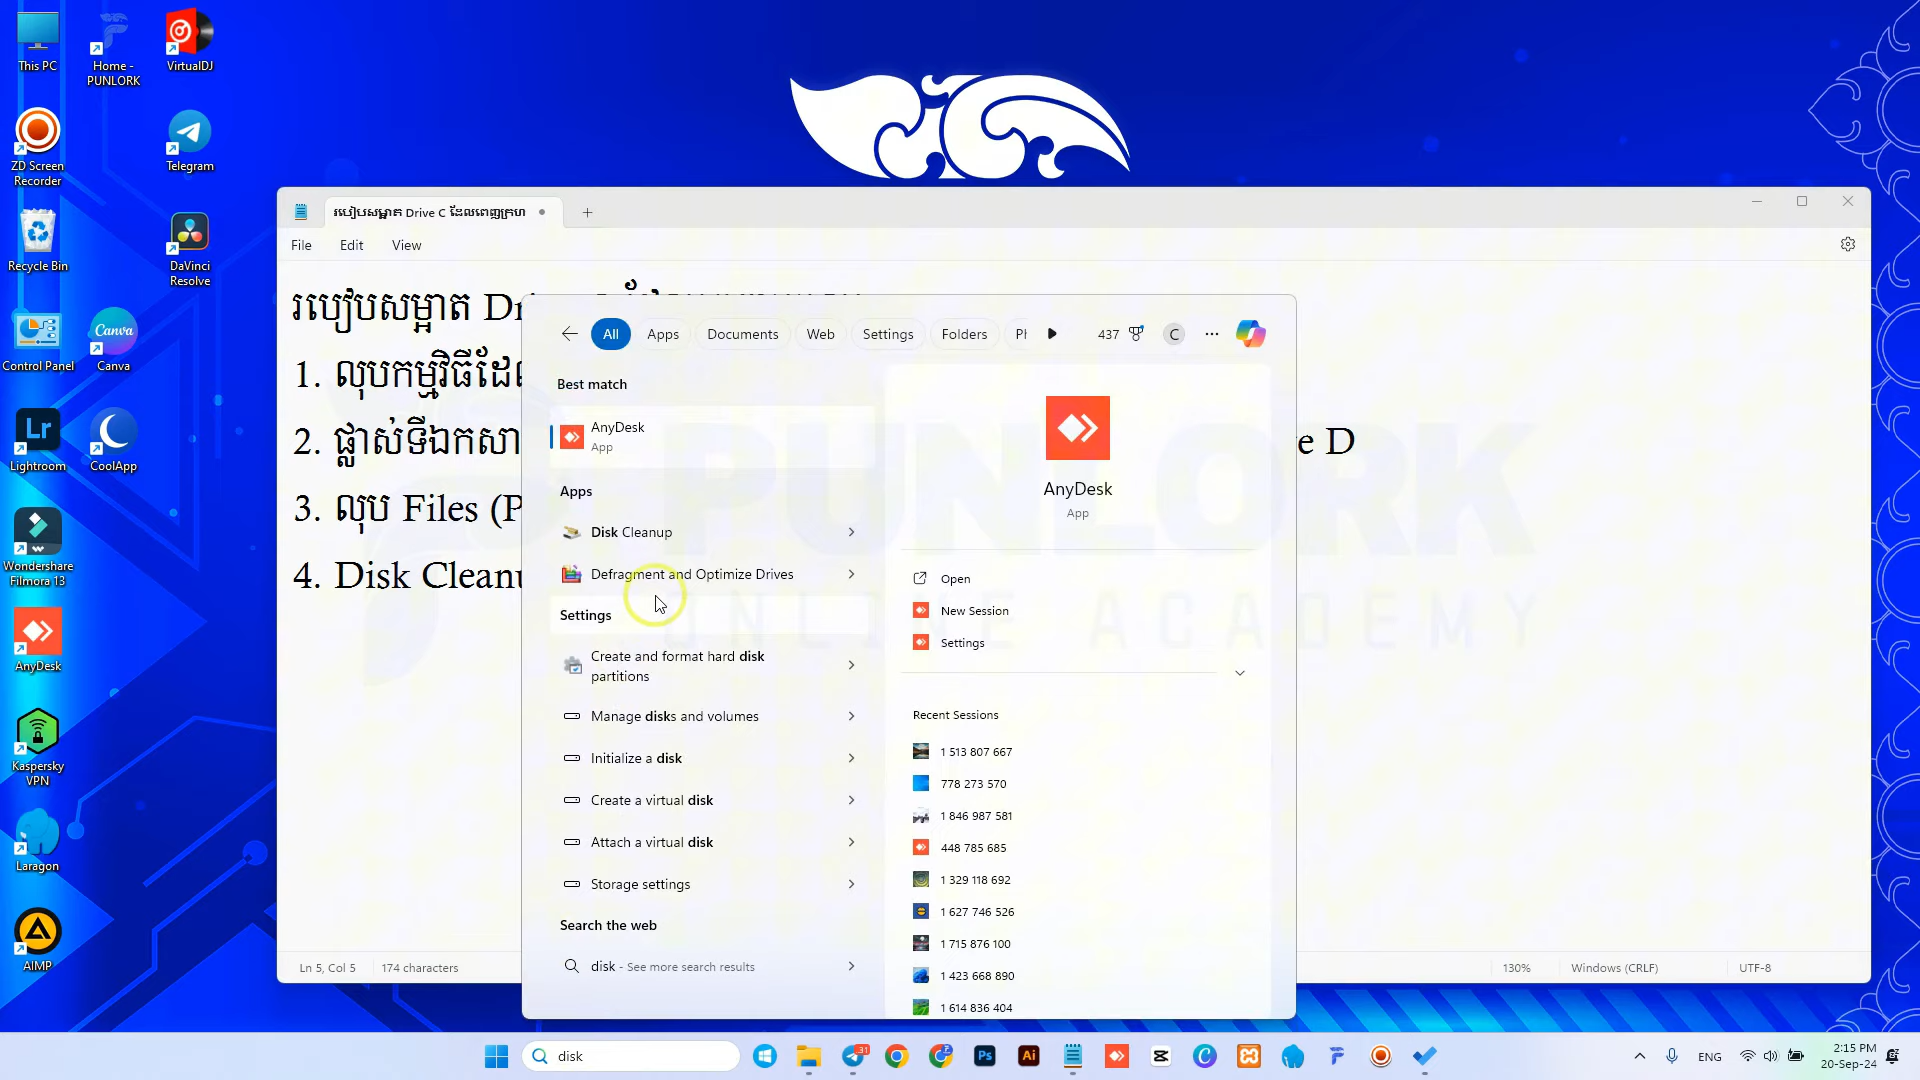 This PC
Home -
PUNLORK
VirtualDJ
ZD Screen
Recorder
Telegram
Recycle Bin
DaVinci
Resolve
Control Panel
Canva
Lightroom
CoolApp
Wondershare
Filmora 13
AnyDesk
Kaspersky
VPN
Laragon
AIMP
របៀបសម្អាត Drive C ដែលពេញក្រហ
File
Edit
View
របៀបសម្អាត
1. លុបកម្មវិធី
2. ផ្លាស់ទីឯកសា
e D
3. លុប Files (P
4. Disk Cleanu
All
Apps
Documents
Web
Settings
Folders
437
C
Best match
AnyDesk
App
Apps
Disk Cleanup
Defragment and Optimize Drives
Settings
Create and format hard disk
partitions
Manage disks and volumes
Initialize a disk
Create a virtual disk
Attach a virtual disk
Storage settings
Search the web
disk - See more search results
AnyDesk
App
Open
New Session
Settings
Recent Sessions
1 513 807 667
778 273 570
1 846 987 581
448 785 685
1 329 118 692
1 627 746 526
1 715 876 100
1 423 668 890
1 614 836 404
PUNLORK
ONLINE ACADEMY
Ln 5, Col 5
174 characters
130%
Windows (CRLF)
UTF-8
disk
31
ENG
2:15 PM
20-Sep-24